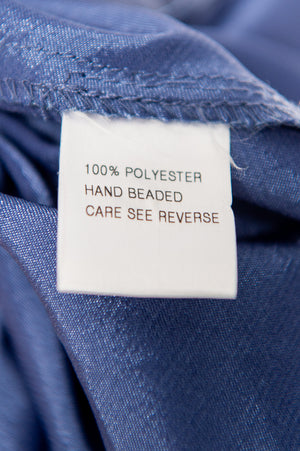 100% POLYESTER
HAND BEADED
CARE SEE REVERSE